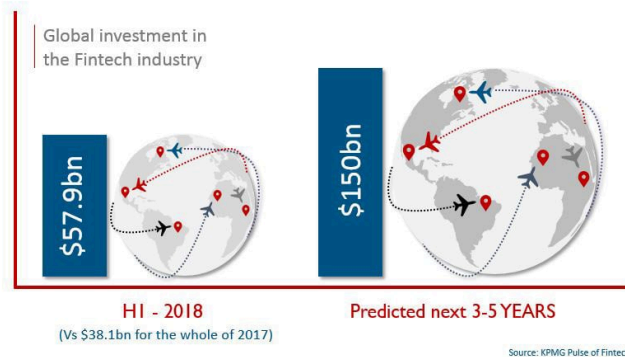 Global investment in
the Fintech industry
$57.9bn
$150bn
H1 - 2018
(Vs $38.1bn for the whole of 2017)
Predicted next 3-5 YEARS
Source: KPMG Pulse of Fintec